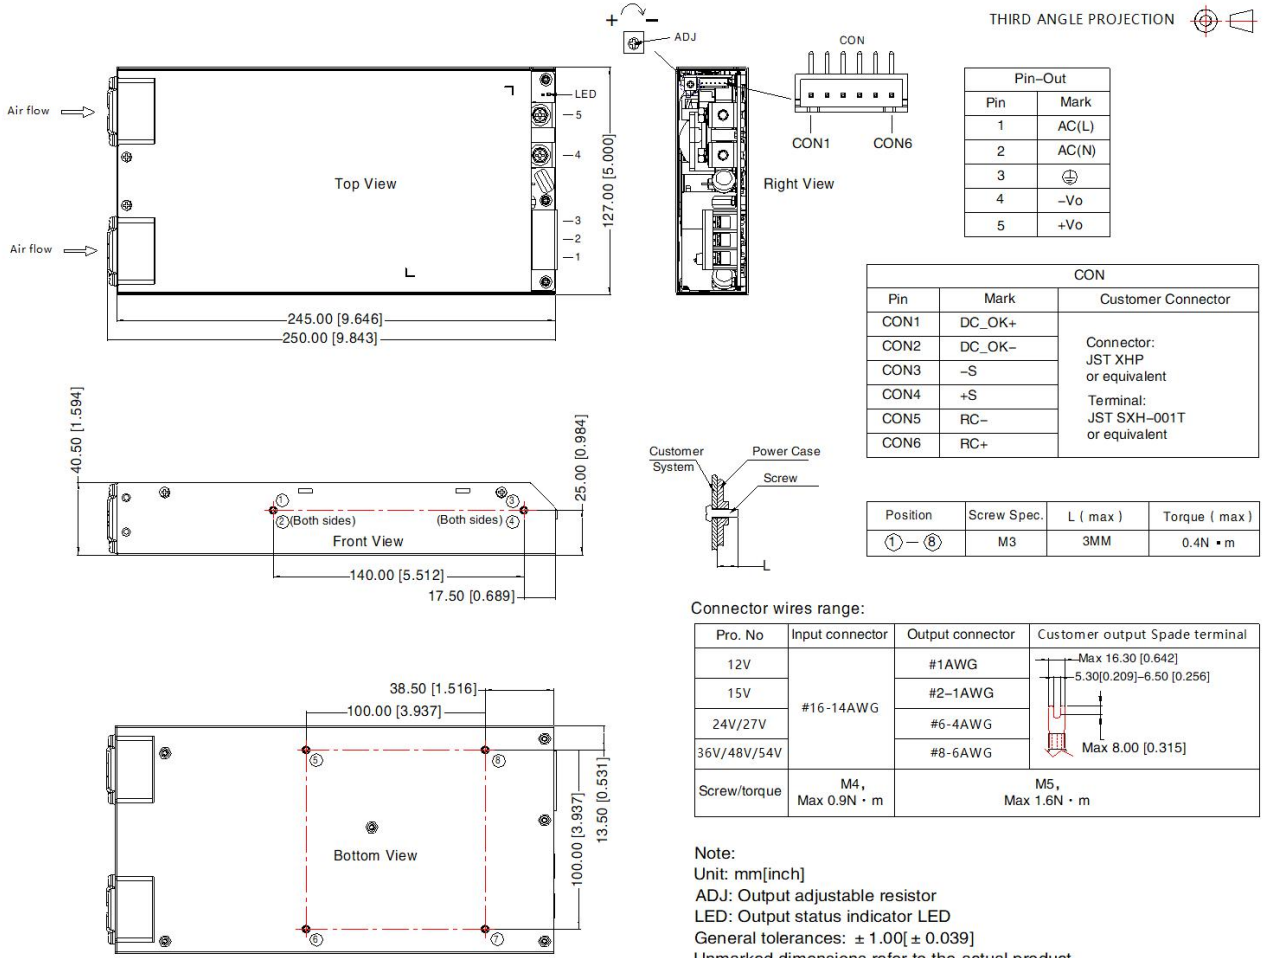 THIRD ANGLE PROJECTION
+ −
ADJ
CON
CON1 CON6
Right View
Air flow
Air flow
Top View
LED
5
4
3
2
1
127.00 [5.000]
245.00 [9.646]
250.00 [9.843]
Pin-Out
Pin Mark
1 AC(L)
2 AC(N)
3
4 -Vo
5 +Vo
CON
Pin Mark Customer Connector
CON1 DC_OK+
CON2 DC_OK-
CON3 -S
CON4 +S
CON5 RC-
CON6 RC+
Connector:
JST XHP
or equivalent
Terminal:
JST SXH-001T
or equivalent
40.50 [1.594]
25.00 [0.984]
① ③
② (Both sides) (Both sides) ④
Front View
140.00 [5.512]
17.50 [0.689]
Customer
System
Power Case
Screw
L
Position Screw Spec. L ( max ) Torque ( max )
① — ⑧ M3 3MM 0.4N • m
Connector wires range:
Pro. No Input connector Output connector Customer output Spade terminal
12V #1AWG
15V #2-1AWG
24V/27V #6-4AWG
36V/48V/54V #8-6AWG
#16-14AWG
Max 16.30 [0.642]
5.30[0.209]-6.50 [0.256]
Max 8.00 [0.315]
Screw/torque
M4,
Max 0.9N · m
M5,
Max 1.6N · m
38.50 [1.516]
100.00 [3.937]
⑤ ⑧
Bottom View
⑥ ⑦
100.00 [3.937]
13.50 [0.531]
Note:
Unit: mm[inch]
ADJ: Output adjustable resistor
LED: Output status indicator LED
General tolerances: ± 1.00[ ± 0.039]
Unmarked dimensions refer to the actual product